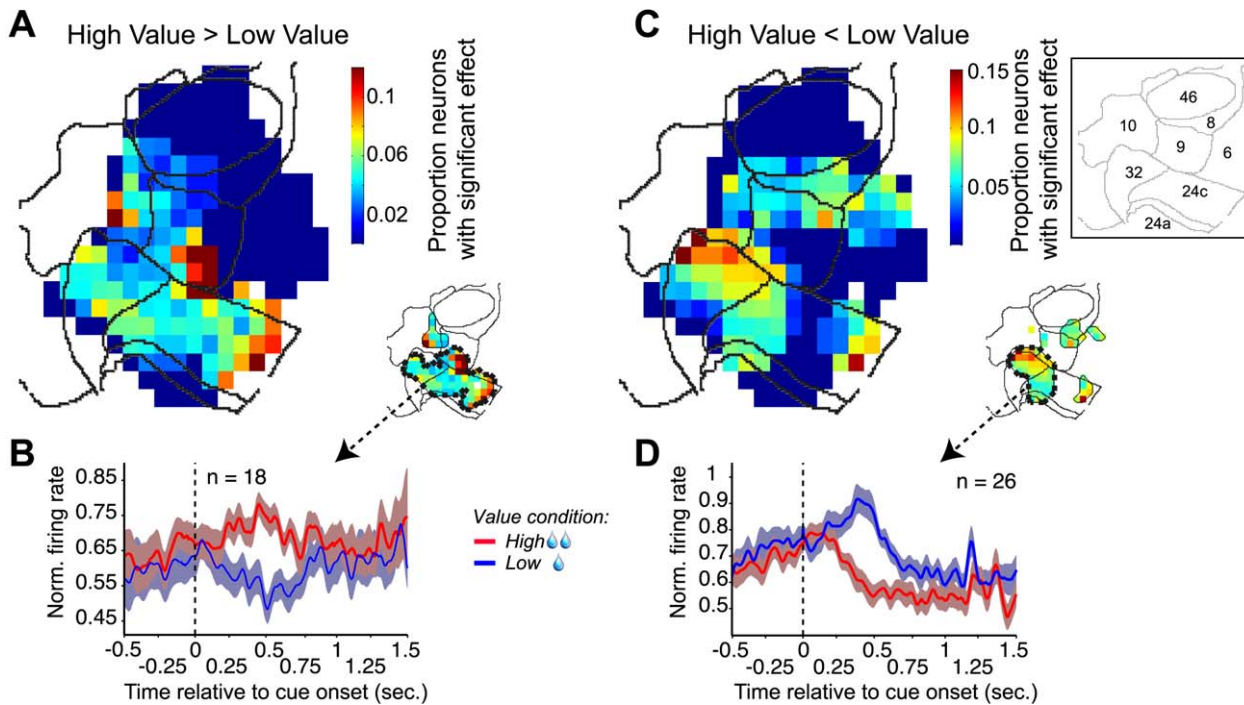 A
High Value > Low Value
0.1
0.06
0.02
Proportion neurons
with significant effect
C
High Value < Low Value
0.15
0.1
0.05
Proportion neurons
with significant effect
46
10
8
9
6
32
24c
24a
B
n = 18
0.85
0.75
0.65
0.55
0.45
Norm. firing rate
-0.5
0
0.5
1
1.5
-0.25
0.25
0.75
1.25
Time relative to cue onset (sec.)
Value condition:
High
Low
D
n = 26
1
0.9
0.8
0.7
0.6
0.5
Norm. firing rate
-0.5
0
0.5
1
1.5
-0.25
0.25
0.75
1.25
Time relative to cue onset (sec.)